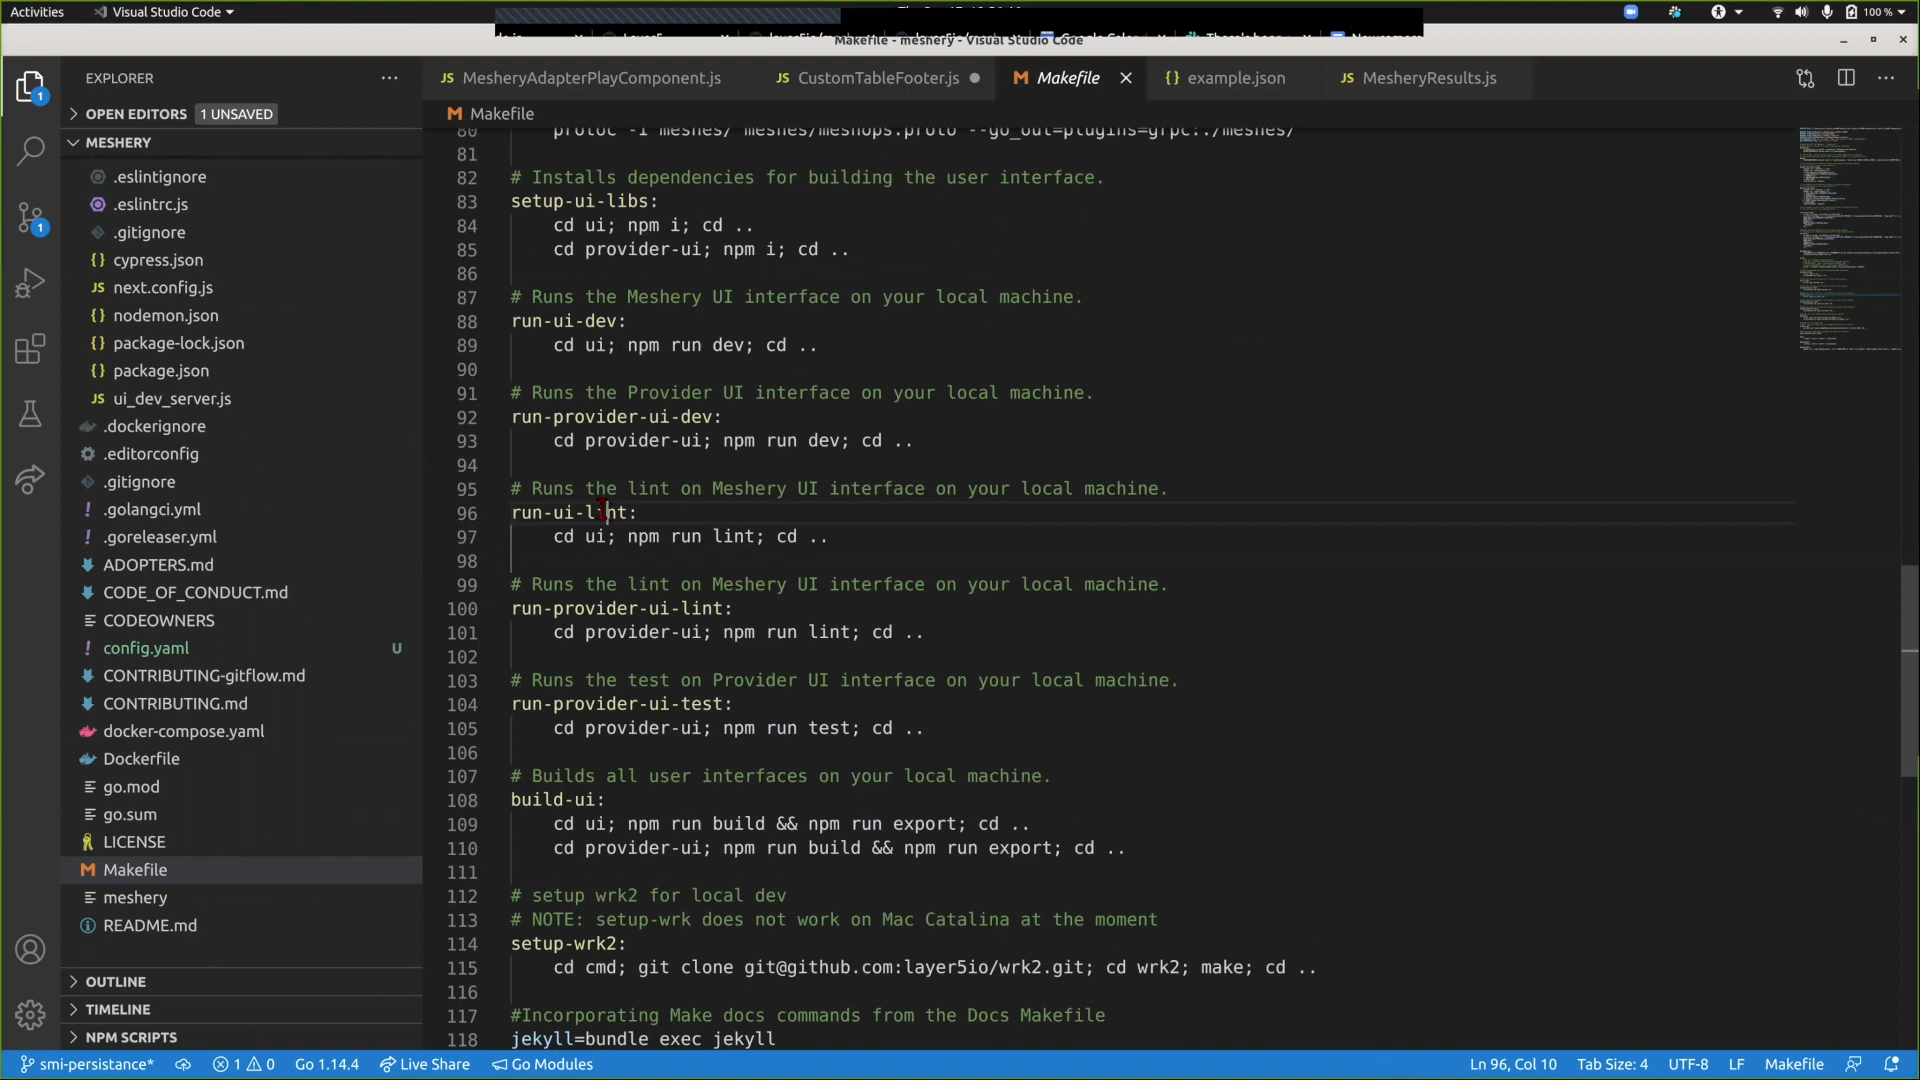 Activities
Visual Studio Code
100 %
Makefile - meshery - Visual Studio Code
EXPLORER
OPEN EDITORS 1 UNSAVED
MESHERY
.eslintignore
.eslintrc.js
.gitignore
cypress.json
next.config.js
nodemon.json
package-lock.json
package.json
ui_dev_server.js
.dockerignore
.editorconfig
.gitignore
.golangci.yml
.goreleaser.yml
ADOPTERS.md
CODE_OF_CONDUCT.md
CODEOWNERS
config.yaml U
CONTRIBUTING-gitflow.md
CONTRIBUTING.md
docker-compose.yaml
Dockerfile
go.mod
go.sum
LICENSE
Makefile
meshery
README.md
OUTLINE
TIMELINE
NPM SCRIPTS
JS MesheryAdapterPlayComponent.js
JS CustomTableFooter.js
M Makefile
{} example.json
JS MesheryResults.js
M Makefile
80 protoc -I meshes/ meshes/meshops.proto --go_out=plugins=grpc:./meshes/
81
82 # Installs dependencies for building the user interface.
83 setup-ui-libs:
84 cd ui; npm i; cd ..
85 cd provider-ui; npm i; cd ..
86
87 # Runs the Meshery UI interface on your local machine.
88 run-ui-dev:
89 cd ui; npm run dev; cd ..
90
91 # Runs the Provider UI interface on your local machine.
92 run-provider-ui-dev:
93 cd provider-ui; npm run dev; cd ..
94
95 # Runs the lint on Meshery UI interface on your local machine.
96 run-ui-lint:
97 cd ui; npm run lint; cd ..
98
99 # Runs the lint on Meshery UI interface on your local machine.
100 run-provider-ui-lint:
101 cd provider-ui; npm run lint; cd ..
102
103 # Runs the test on Provider UI interface on your local machine.
104 run-provider-ui-test:
105 cd provider-ui; npm run test; cd ..
106
107 # Builds all user interfaces on your local machine.
108 build-ui:
109 cd ui; npm run build && npm run export; cd ..
110 cd provider-ui; npm run build && npm run export; cd ..
111
112 # setup wrk2 for local dev
113 # NOTE: setup-wrk does not work on Mac Catalina at the moment
114 setup-wrk2:
115 cd cmd; git clone git@github.com:layer5io/wrk2.git; cd wrk2; make; cd ..
116
117 #Incorporating Make docs commands from the Docs Makefile
118 jekyll=bundle exec jekyll
smi-persistance* 1 0 Go 1.14.4 Live Share Go Modules
Ln 96, Col 10 Tab Size: 4 UTF-8 LF Makefile